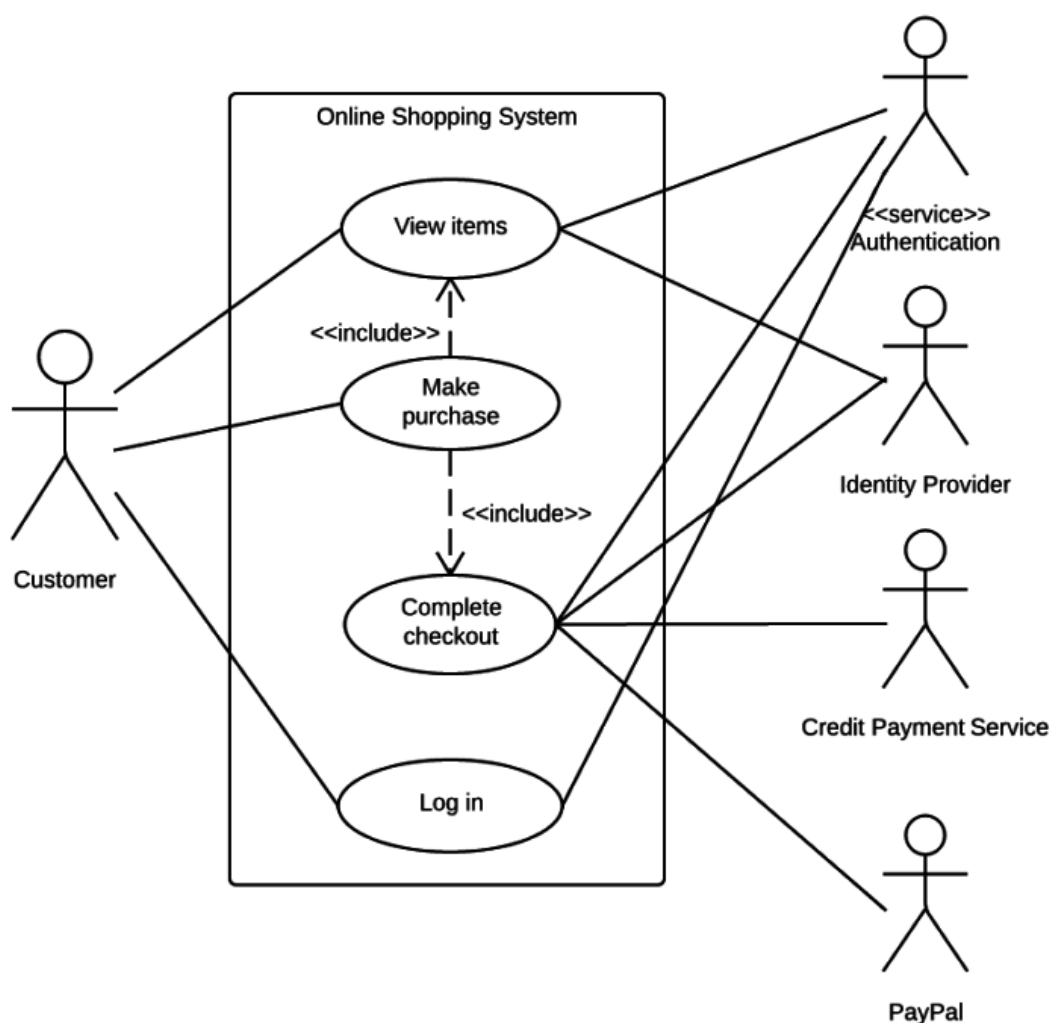 Online Shopping System
View items
<<service>>
Authentication
<<include>>
Make
purchase
Identity Provider
<<include>>
Customer
Complete
checkout
Credit Payment Service
Log in
PayPal